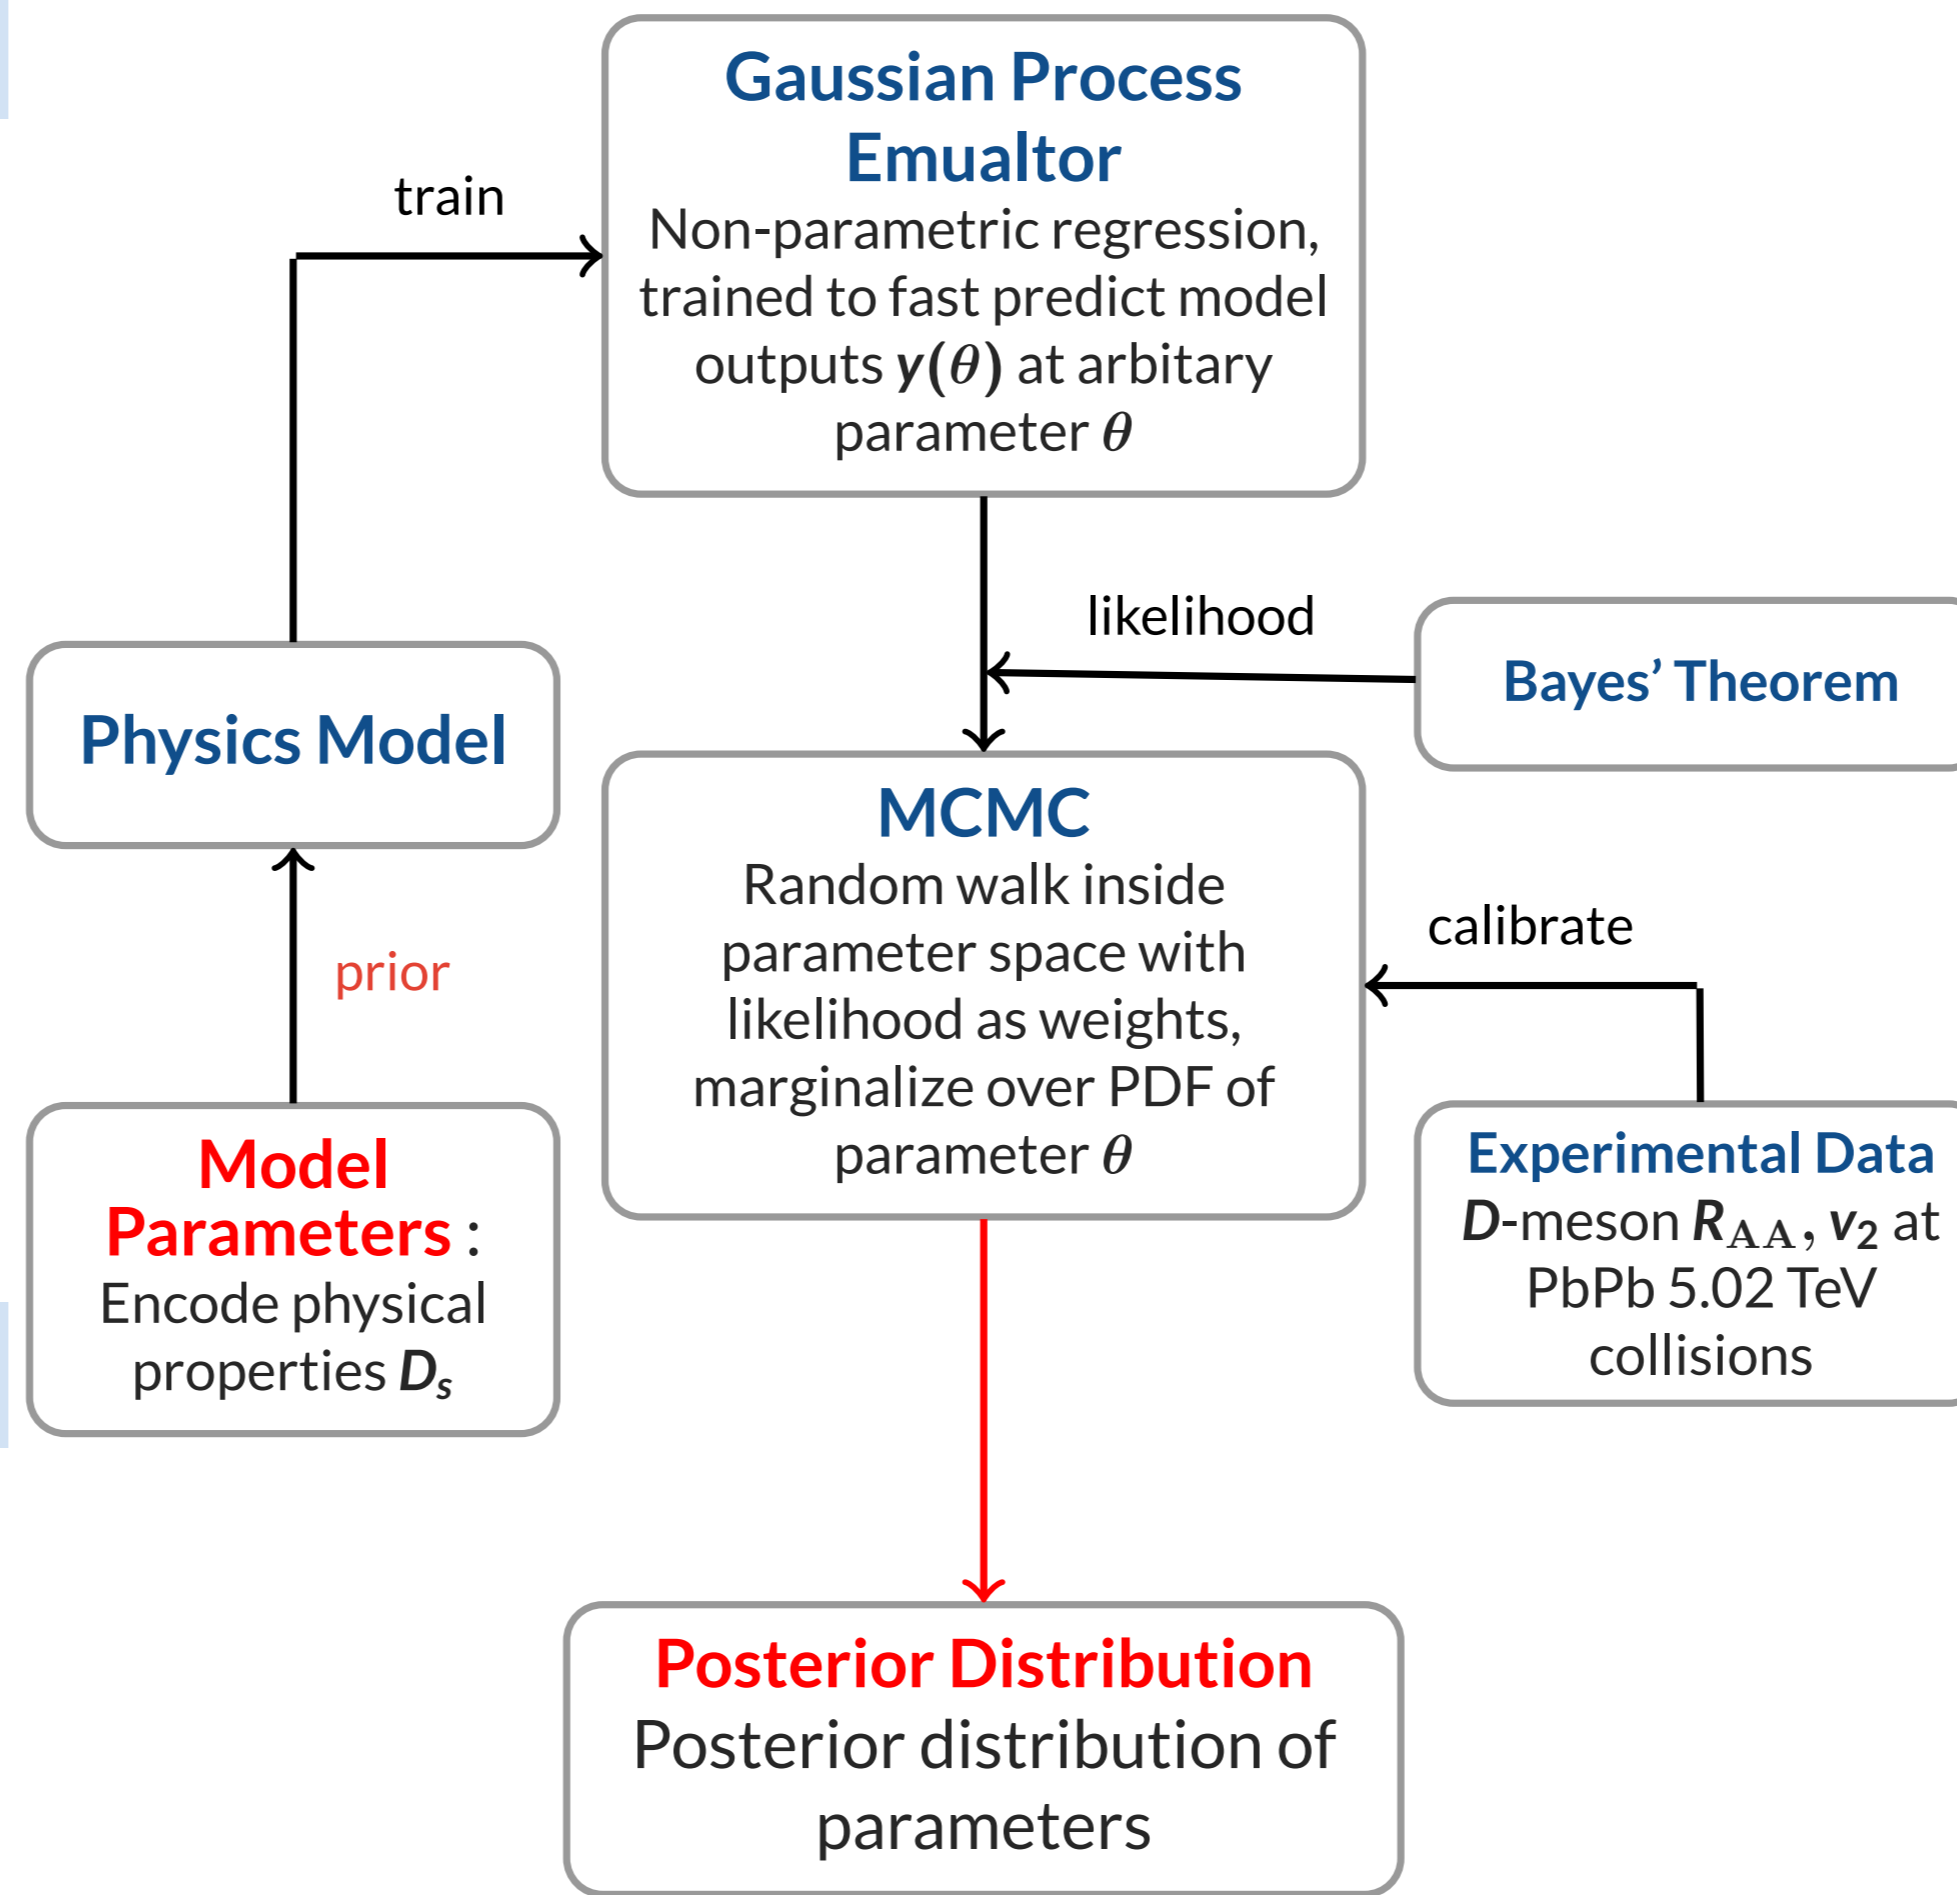 Gaussian Process
Emualtor
Non-parametric regression,
trained to fast predict model
outputs y(θ) at arbitary
parameter θ
train
likelihood
Bayes’ Theorem
Physics Model
MCMC
Random walk inside
parameter space with
likelihood as weights,
marginalize over PDF of
parameter θ
calibrate
prior
Model
Parameters :
Encode physical
properties Dₛ
Experimental Data
D-meson R_AA, v₂ at
PbPb 5.02 TeV
collisions
Posterior Distribution
Posterior distribution of
parameters